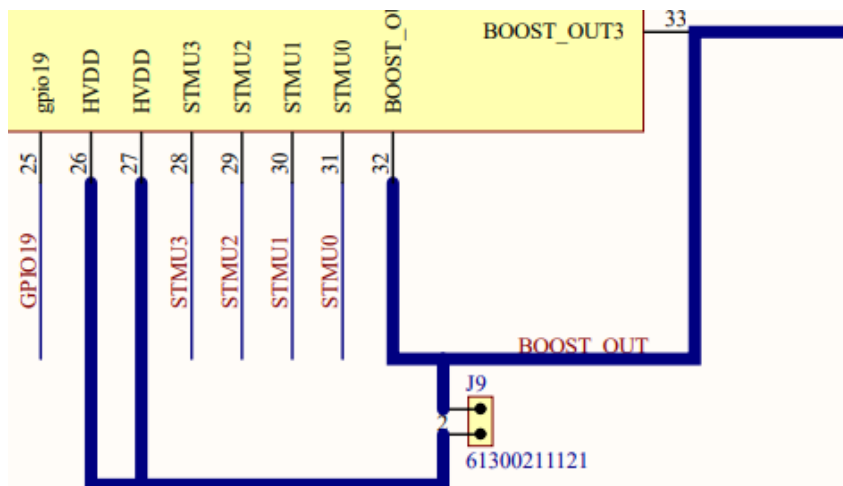 33
BOOST_OUT3
gpio19
HVDD
HVDD
STMU3
STMU2
STMU1
STMU0
25
26
27
28
29
30
31
32
GPIO19
STMU3
STMU2
STMU1
STMU0
BOOST_OUT
J9
2
61300211121